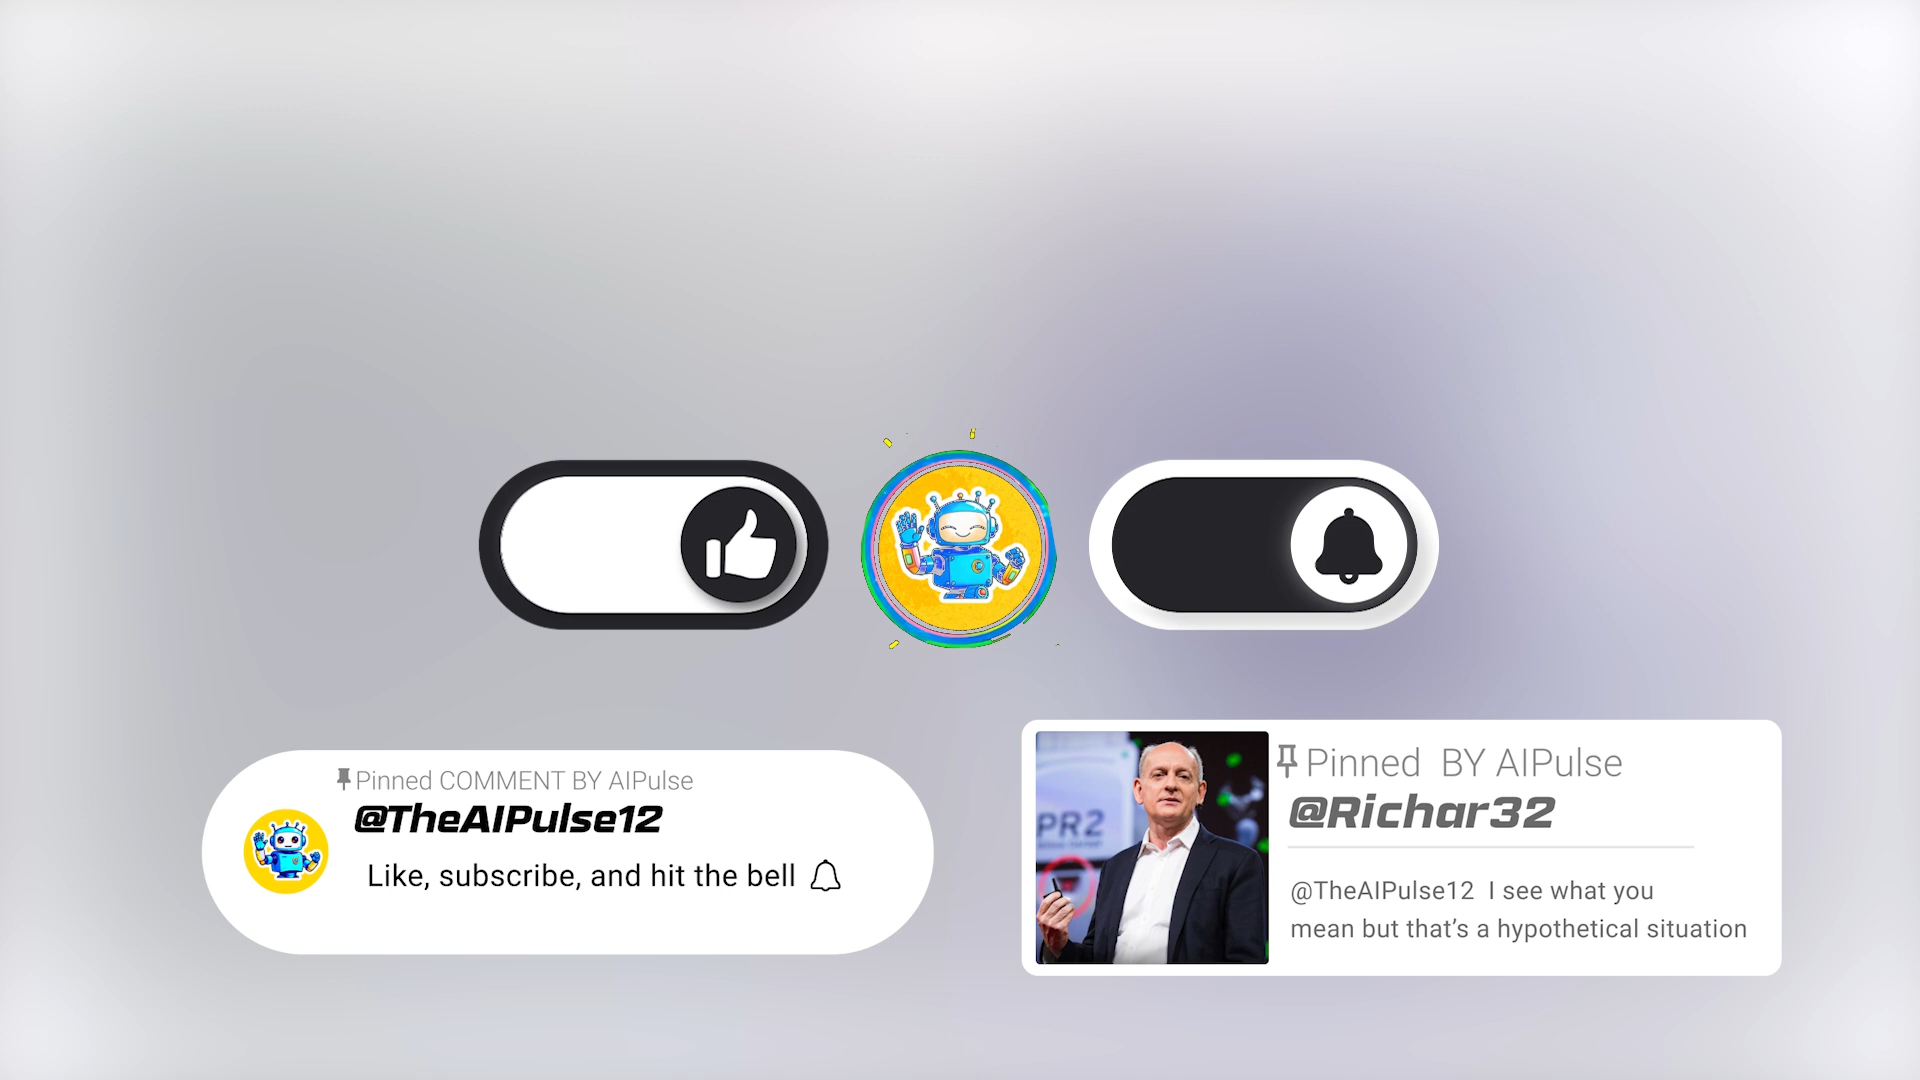 Pinned COMMENT BY AIPulse
@TheAIPulse12
Like, subscribe, and hit the bell
PR2
Pinned BY AIPulse
@Richar32
@TheAIPulse12 I see what you
mean but that’s a hypothetical situation